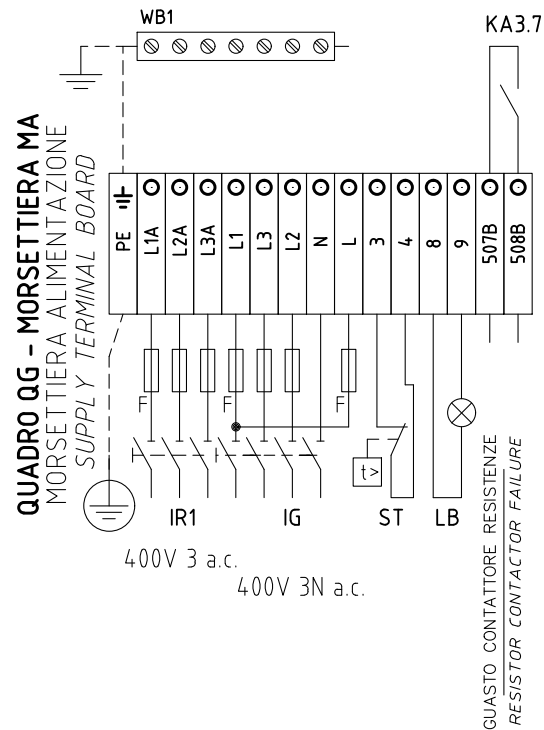 WB1
KA3.7
QUADRO QG - MORSETTIERA MA
MORSETTIERA ALIMENTAZIONE
SUPPLY TERMINAL BOARD
PE L1A L2A L3A L1 L3 L2 N L 3 4 8 9 507B 508B
F F
t>
IR1 IG ST LB
400V 3 a.c.
400V 3N a.c.
GUASTO CONTATTORE RESISTENZE
RESISTOR CONTACTOR FAILURE